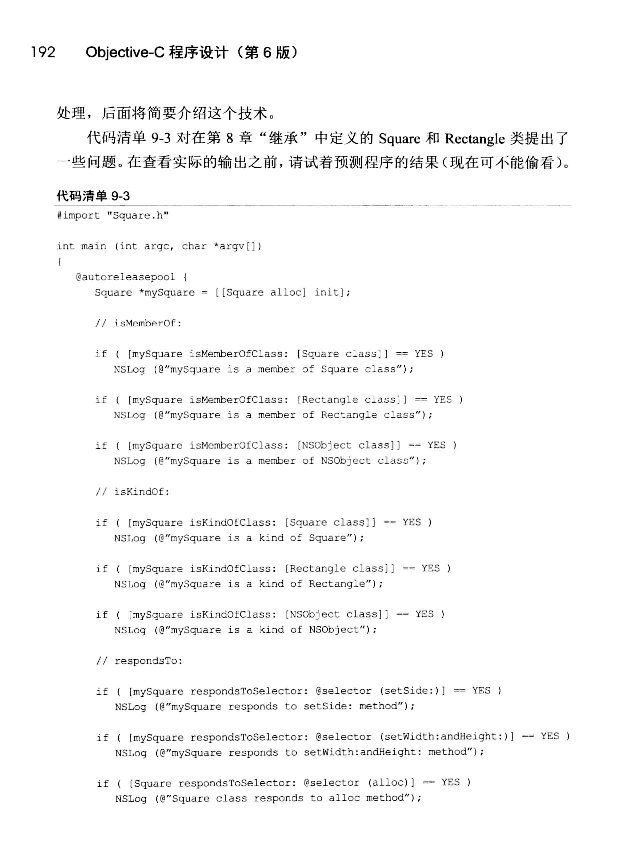 192 Objective-C 程序设计（第 6 版）
处理，后面将简要介绍这个技术。
代码清单 9-3 对在第 8 章“继承”中定义的 Square 和 Rectangle 类提出了
一些问题。在查看实际的输出之前，请试着预测程序的结果（现在可不能偷看）。
代码清单 9-3
#import "Square.h"
int main (int argc, char *argv[])
{
@autoreleasepool {
Square *mySquare = [[Square alloc] init];
// isMemberOf:
if ( [mySquare isMemberOfClass: [Square class]] == YES )
NSLog (@"mySquare is a member of Square class");
if ( [mySquare isMemberOfClass: [Rectangle class]] == YES )
NSLog (@"mySquare is a member of Rectangle class");
if ( [mySquare isMemberOfClass: [NSObject class]] == YES )
NSLog (@"mySquare is a member of NSObject class");
// isKindOf:
if ( [mySquare isKindOfClass: [Square class]] == YES )
NSLog (@"mySquare is a kind of Square");
if ( [mySquare isKindOfClass: [Rectangle class]] == YES )
NSLog (@"mySquare is a kind of Rectangle");
if ( [mySquare isKindOfClass: [NSObject class]] == YES )
NSLog (@"mySquare is a kind of NSObject");
// respondsTo:
if ( [mySquare respondsToSelector: @selector (setSide:)] == YES )
NSLog (@"mySquare responds to setSide: method");
if ( [mySquare respondsToSelector: @selector (setWidth:andHeight:)] == YES )
NSLog (@"mySquare responds to setWidth:andHeight: method");
if ( [Square respondsToSelector: @selector (alloc)] == YES )
NSLog (@"Square class responds to alloc method");